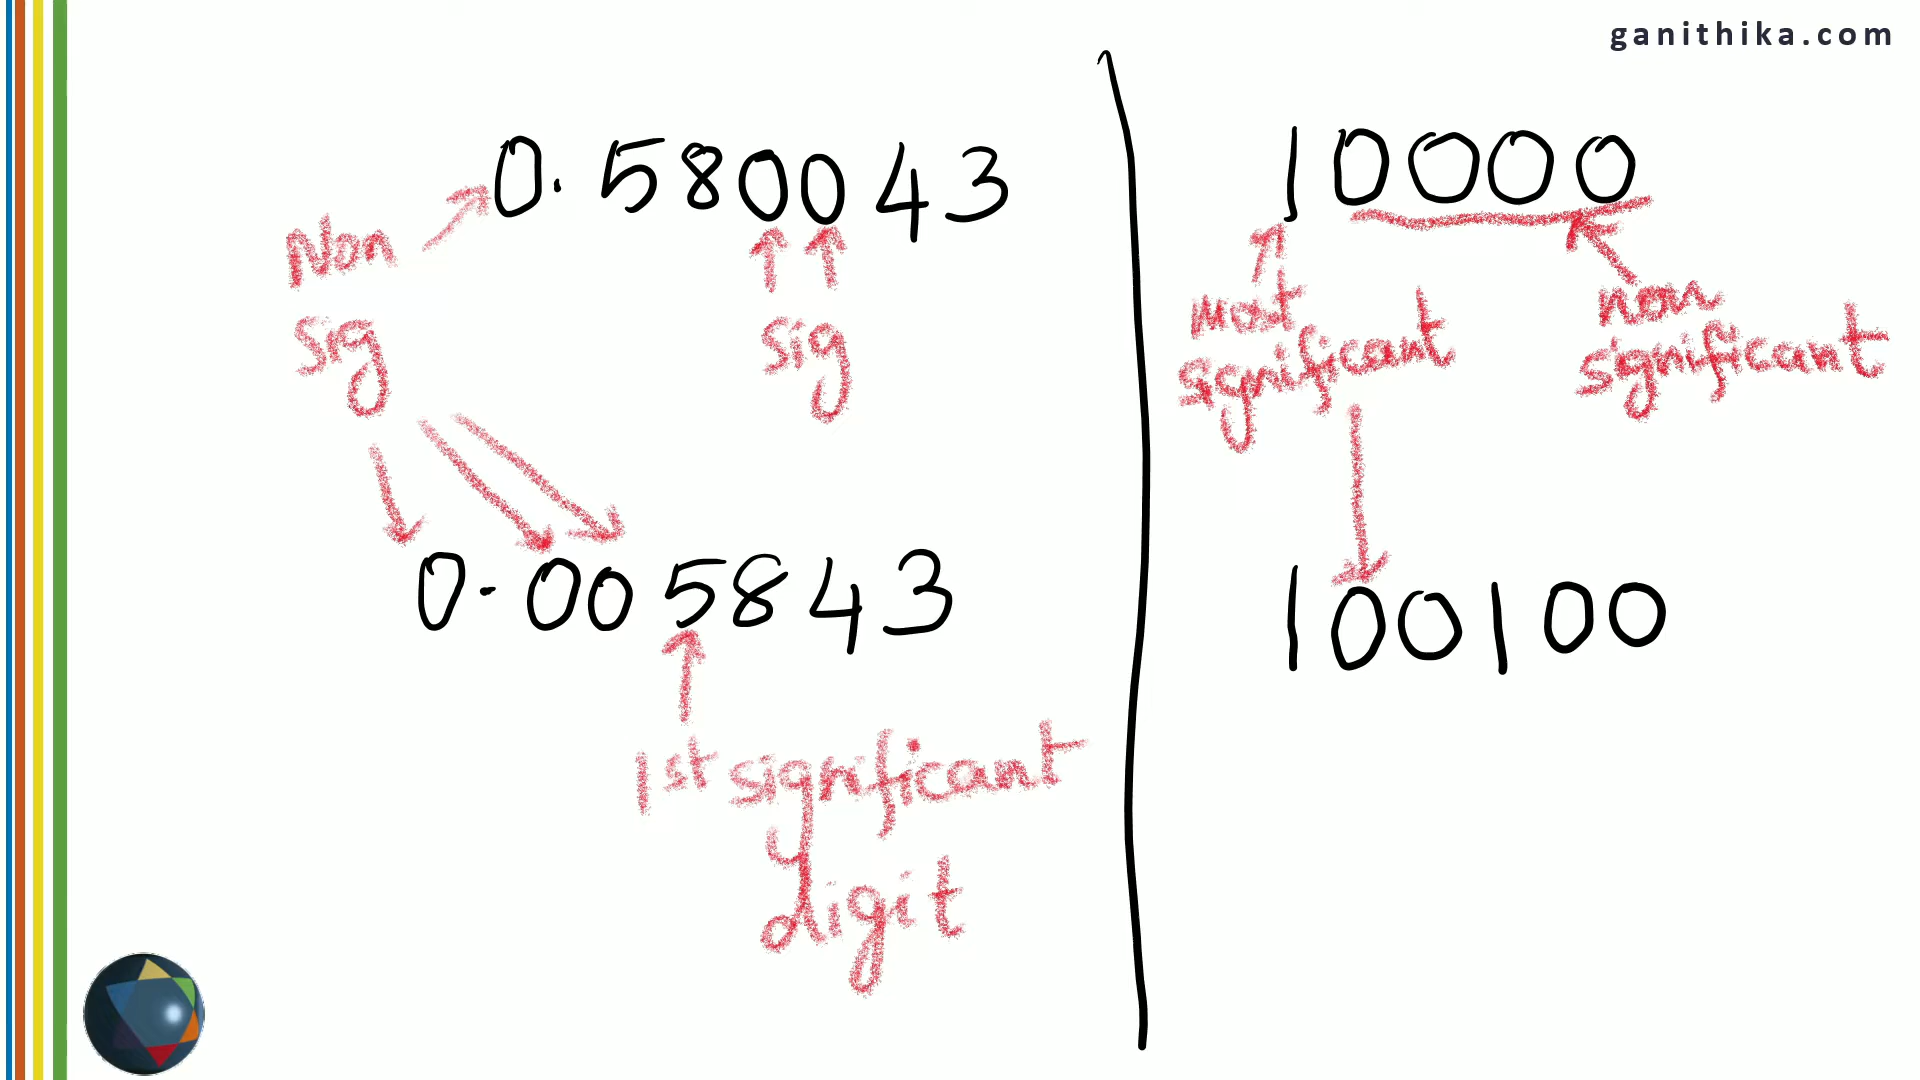 ganithika.com
0.580043
Non
sig
sig
0.005843
1st significant
digit
10000
most
significant
non
significant
100100